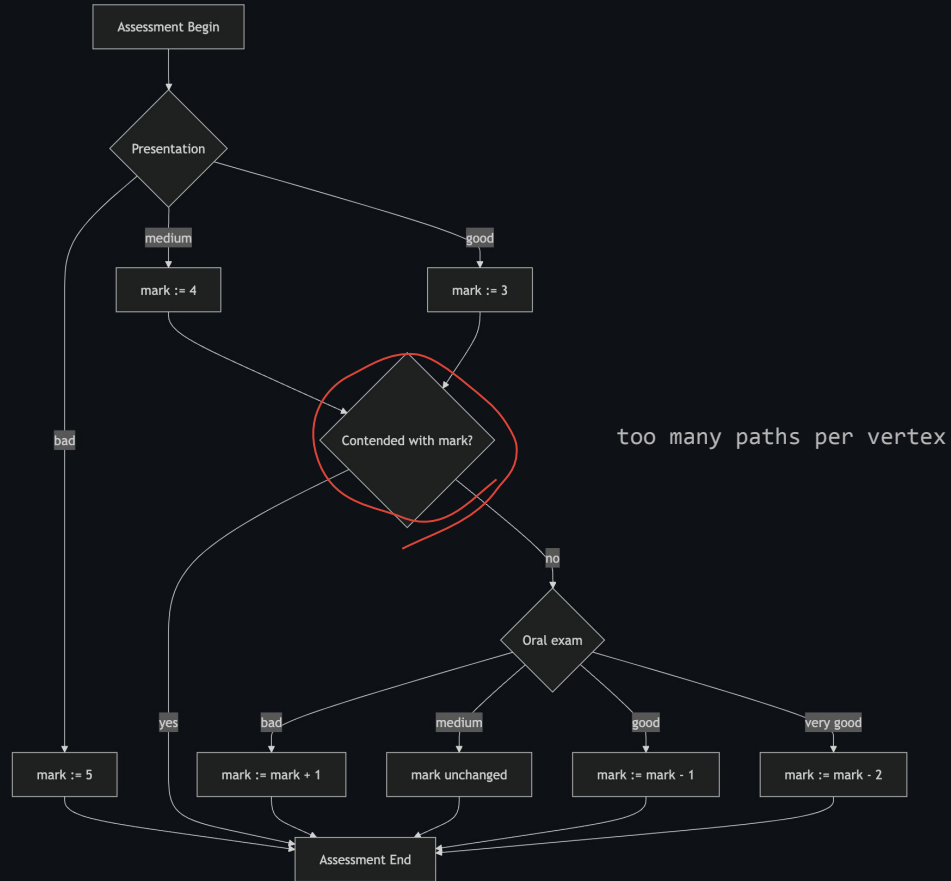 Assessment Begin
Presentation
medium
good
mark := 4
mark := 3
bad
Contended with mark?
too many paths per vertex
no
Oral exam
yes
bad
medium
good
very good
mark := 5
mark := mark + 1
mark unchanged
mark := mark - 1
mark := mark - 2
Assessment End